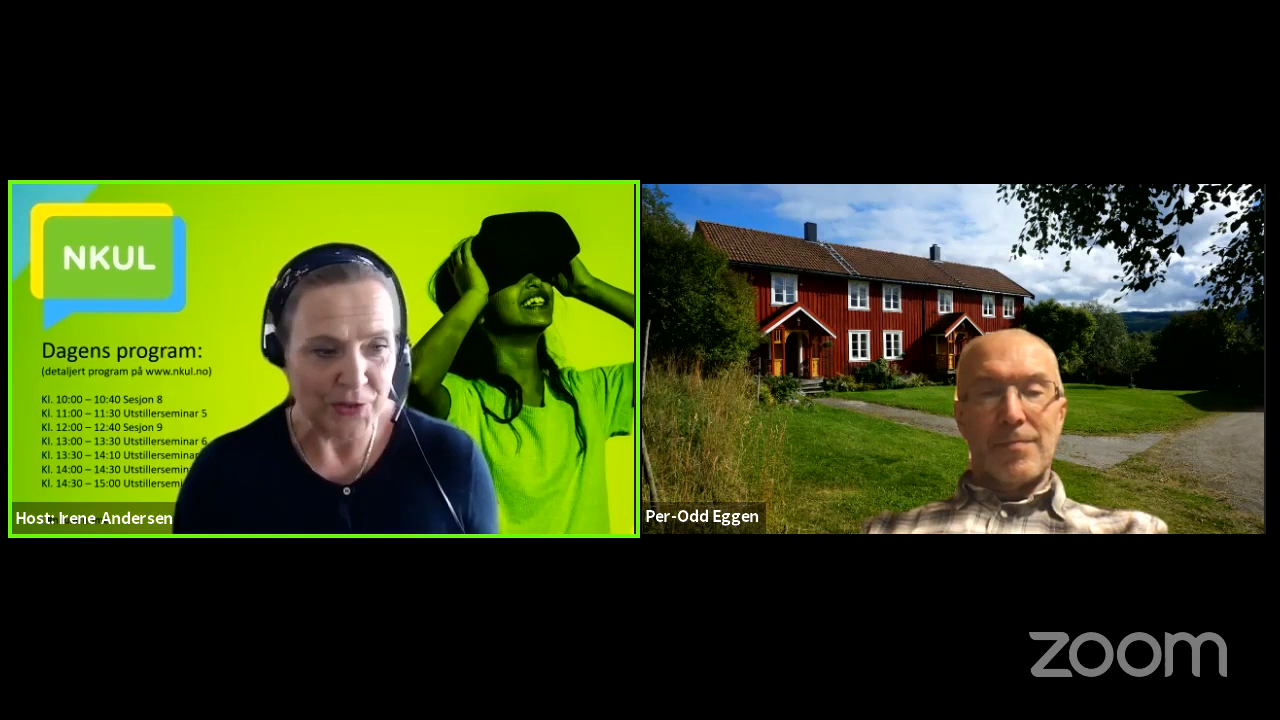 NKUL
Dagens program:
(detaljert program på www.nkul.no)
Kl. 10:00 – 10:40 Sesjon 8
Kl. 11:00 – 11:30 Utstillerseminar 5
Kl. 12:00 – 12:40 Sesjon 9
Kl. 13:00 – 13:30 Utstillerseminar 6
Kl. 13:30 – 14:10 Utstillersemina
Kl. 14:00 – 14:30 Utstillersemin
Kl. 14:30 – 15:00 Utstillersemi
Host: Irene Andersen
Per-Odd Eggen
zoom